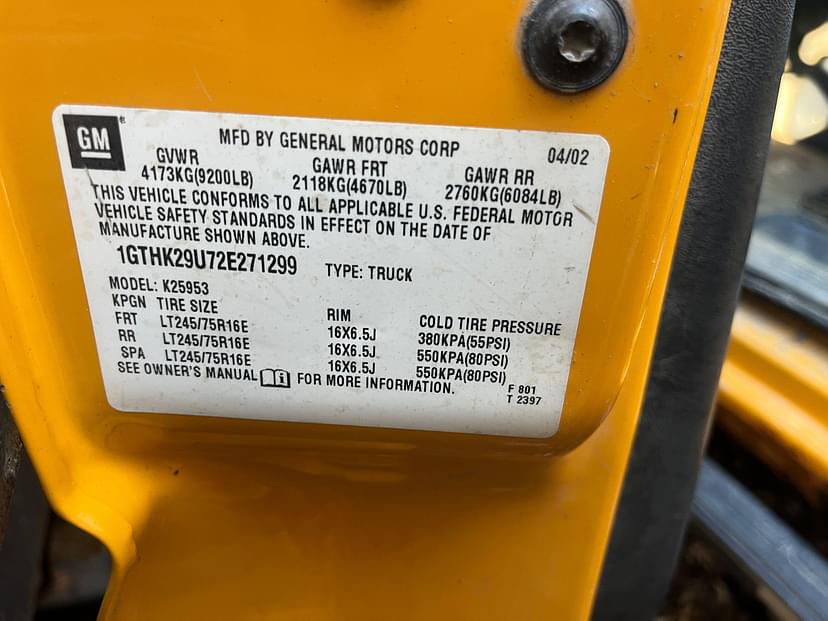 GM
MFD BY GENERAL MOTORS CORP 04/02
GVWR GAWR FRT GAWR RR
4173KG(9200LB) 2118KG(4670LB) 2760KG(6084LB)
THIS VEHICLE CONFORMS TO ALL APPLICABLE U.S. FEDERAL MOTOR
VEHICLE SAFETY STANDARDS IN EFFECT ON THE DATE OF
MANUFACTURE SHOWN ABOVE.
1GTHK29U72E271299 TYPE: TRUCK
MODEL: K25953
KPGN TIRE SIZE RIM COLD TIRE PRESSURE
FRT LT245/75R16E 16X6.5J 380KPA(55PSI)
RR LT245/75R16E 16X6.5J 550KPA(80PSI)
SPA LT245/75R16E 16X6.5J 550KPA(80PSI)
SEE OWNER'S MANUAL FOR MORE INFORMATION.
F 801
T 2397